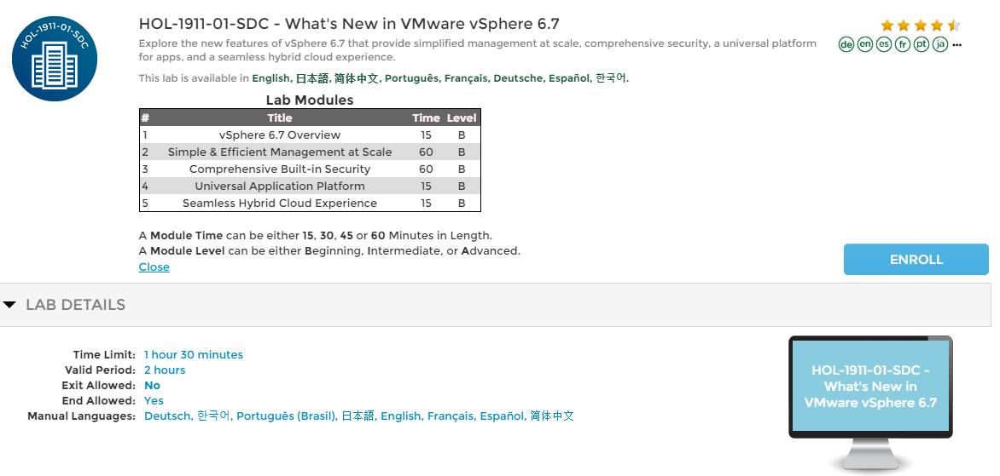 HOL-1911-01-SDC
HOL-1911-01-SDC - What's New in VMware vSphere 6.7
Explore the new features of vSphere 6.7 that provide simplified management at scale, comprehensive security, a universal platform
for apps, and a seamless hybrid cloud experience.
de en es fr pt ja ...
This lab is available in English, 日本語, 简体中文, Português, Français, Deutsche, Español, 한국어.
Lab Modules
# Title Time Level
1 vSphere 6.7 Overview 15 B
2 Simple & Efficient Management at Scale 60 B
3 Comprehensive Built-in Security 60 B
4 Universal Application Platform 15 B
5 Seamless Hybrid Cloud Experience 15 B
A Module Time can be either 15, 30, 45 or 60 Minutes in Length.
A Module Level can be either Beginning, Intermediate, or Advanced.
Close
ENROLL
LAB DETAILS
Time Limit: 1 hour 30 minutes
Valid Period: 2 hours
Exit Allowed: No
End Allowed: Yes
Manual Languages: Deutsch, 한국어, Português (Brasil), 日本語, English, Français, Español, 简体中文
HOL-1911-01-SDC -
What's New in
VMware vSphere 6.7